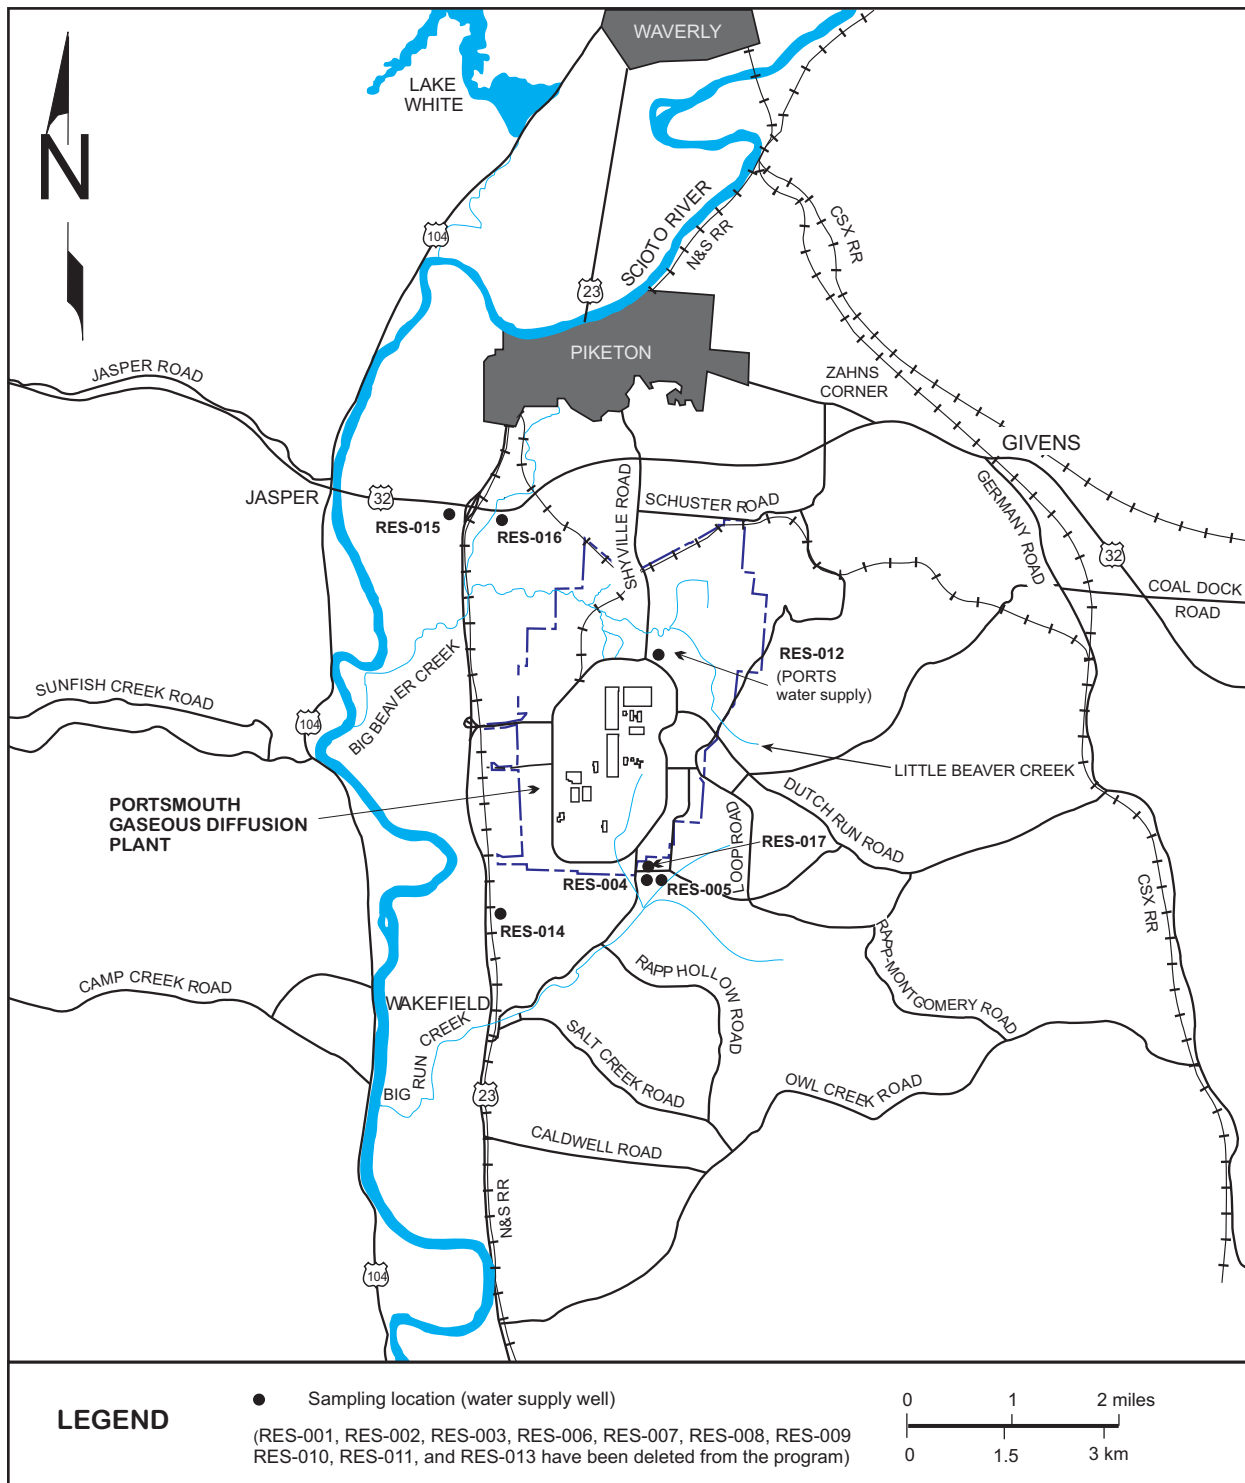 WAVERLY
LAKE
WHITE
N
SCIOTO RIVER
N&S RR
CSX RR
104
23
PIKETON
JASPER ROAD
ZAHNS
CORNER
GIVENS
JASPER
32
RES-015
RES-016
SHYVILLE ROAD
SCHUSTER ROAD
GERMANY ROAD
32
COAL DOCK
ROAD
RES-012
(PORTS
water supply)
BIG BEAVER CREEK
SUNFISH CREEK ROAD
104
LITTLE BEAVER CREEK
PORTSMOUTH
GASEOUS DIFFUSION
PLANT
DUTCH RUN ROAD
LOOP ROAD
RES-017
RES-004
RES-005
RES-014
CSX RR
RAPP-MONTGOMERY ROAD
RAPP HOLLOW ROAD
CAMP CREEK ROAD
WAKEFIELD
BIG RUN CREEK
SALT CREEK ROAD
OWL CREEK ROAD
23
CALDWELL ROAD
N&S RR
104
LEGEND
Sampling location (water supply well)
(RES-001, RES-002, RES-003, RES-006, RES-007, RES-008, RES-009
RES-010, RES-011, and RES-013 have been deleted from the program)
0 1 2 miles
0 1.5 3 km